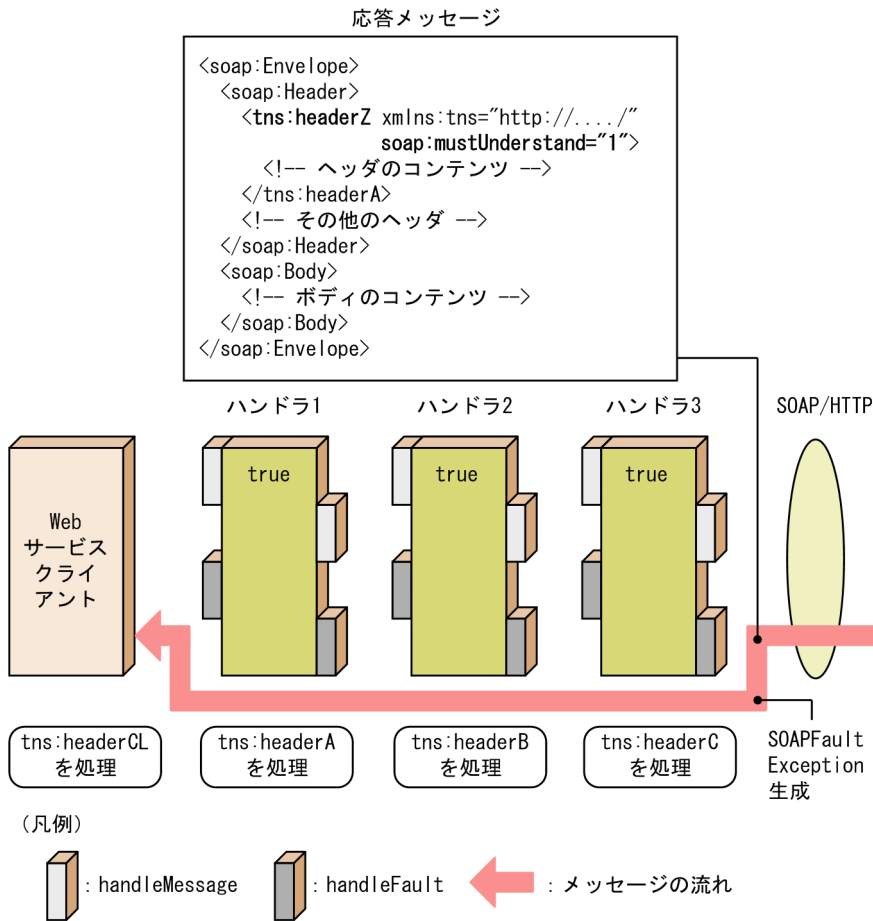 応答メッセージ
<soap:Envelope>
<soap:Header>
<tns:headerZ xmlns:tns="http://..../"
soap:mustUnderstand="1">
<!-- ヘッダのコンテンツ -->
</tns:headerA>
<!-- その他のヘッダ -->
</soap:Header>
<soap:Body>
<!-- ボディのコンテンツ -->
</soap:Body>
</soap:Envelope>
ハンドラ1
ハンドラ2
ハンドラ3
SOAP/HTTP
Web
サービス
クライ
アント
true
true
true
tns:headerCL
を処理
tns:headerA
を処理
tns:headerB
を処理
tns:headerC
を処理
SOAPFault
Exception
生成
(凡例)
: handleMessage
: handleFault
: メッセージの流れ